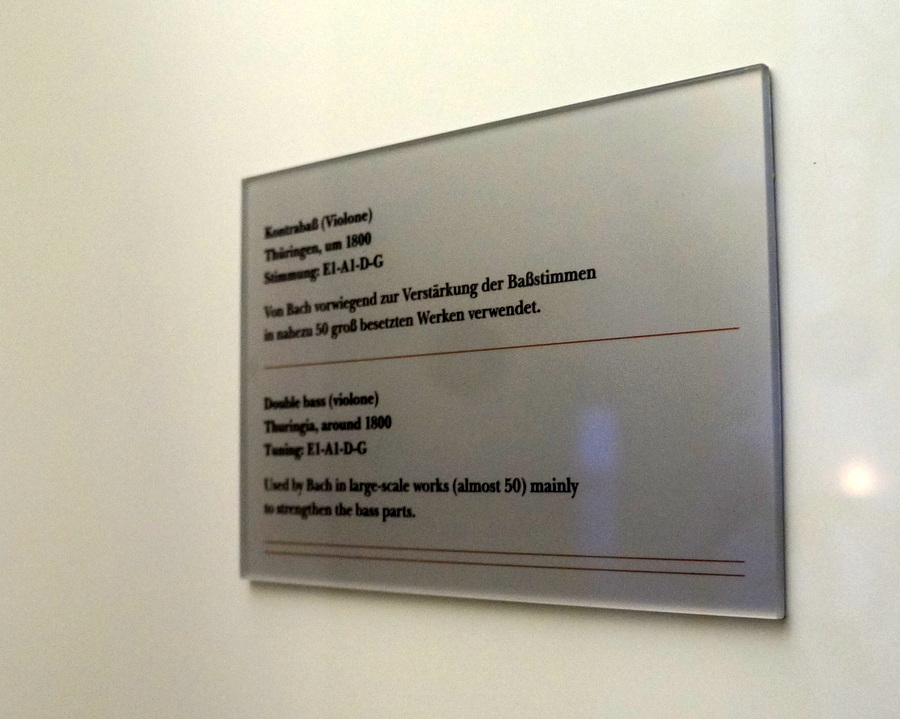 Kontrabaß (Violone)
Thüringen, um 1800
Stimmung: E1-A1-D-G
Von Bach vorwiegend zur Verstärkung der Baßstimmen
in nahezu 50 groß besetzten Werken verwendet.
Double bass (violone)
Thuringia, around 1800
Tuning: E1-A1-D-G
Used by Bach in large-scale works (almost 50) mainly
to strengthen the bass parts.